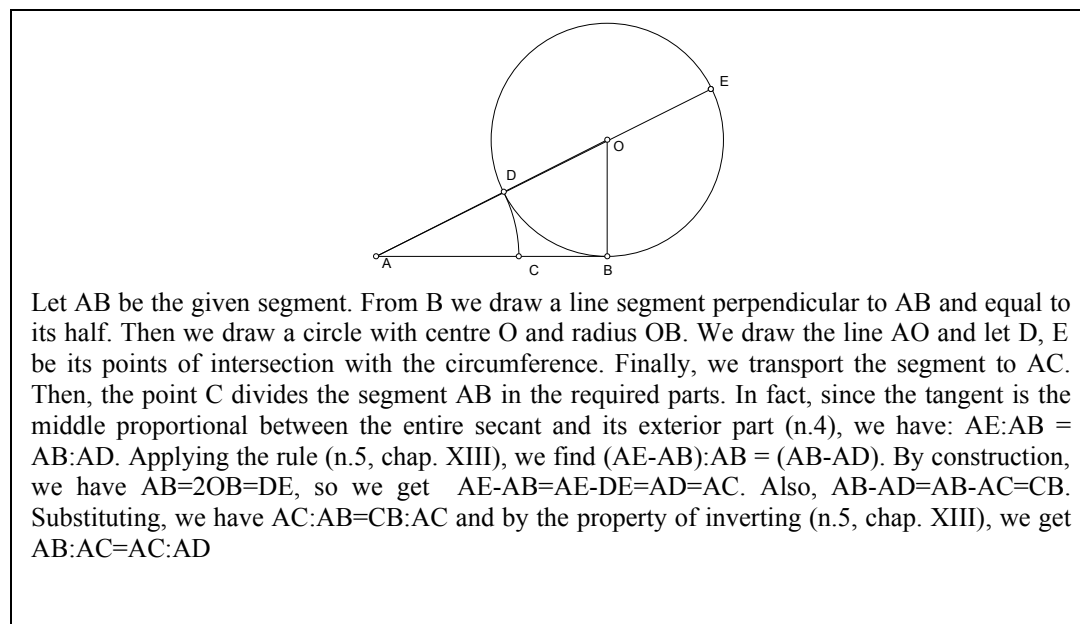 E
O
D
A
C
B
Let AB be the given segment. From B we draw a line segment perpendicular to AB and equal to
its half. Then we draw a circle with centre O and radius OB. We draw the line AO and let D, E
be its points of intersection with the circumference. Finally, we transport the segment to AC.
Then, the point C divides the segment AB in the required parts. In fact, since the tangent is the
middle proportional between the entire secant and its exterior part (n.4), we have: AE:AB =
AB:AD. Applying the rule (n.5, chap. XIII), we find (AE-AB):AB = (AB-AD). By construction,
we have AB=2OB=DE, so we get AE-AB=AE-DE=AD=AC. Also, AB-AD=AB-AC=CB.
Substituting, we have AC:AB=CB:AC and by the property of inverting (n.5, chap. XIII), we get
AB:AC=AC:AD